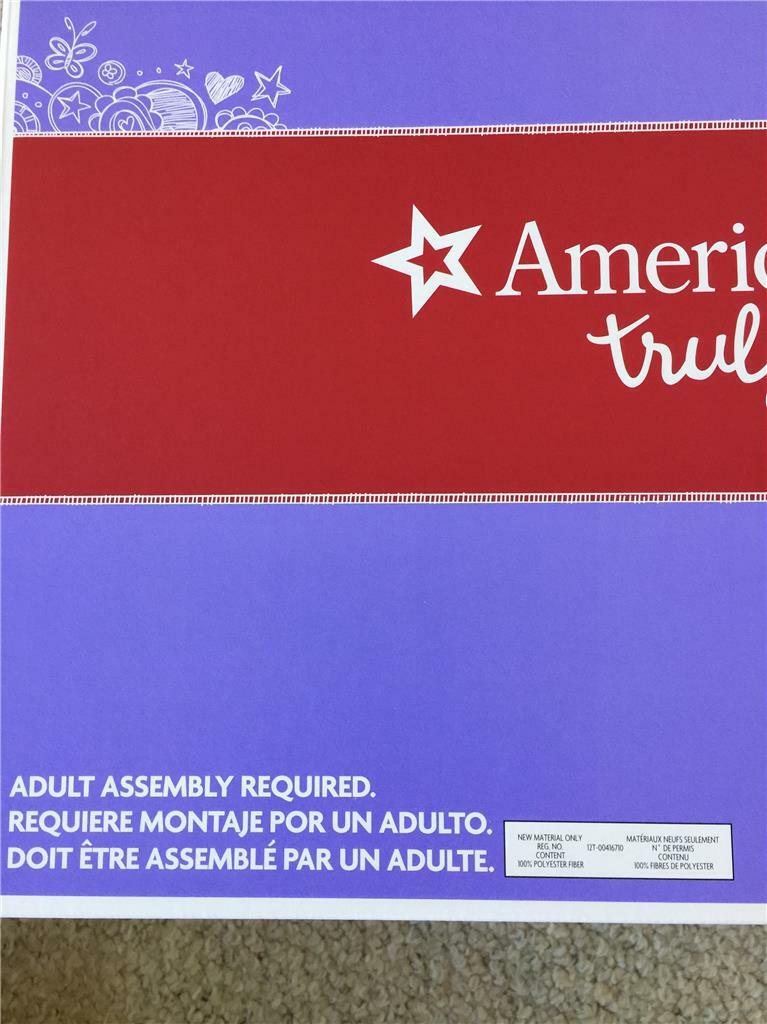 Americ
truly
ADULT ASSEMBLY REQUIRED.
REQUIERE MONTAJE POR UN ADULTO.
DOIT ÊTRE ASSEMBLÉ PAR UN ADULTE.
NEW MATERIAL ONLY
REG. NO.
CONTENT
100% POLYESTER FIBER
12T-00416710
MATÉRIAUX NEUFS SEULEMENT
N° DE PERMIS
CONTENU
100% FIBRES DE POLYESTER